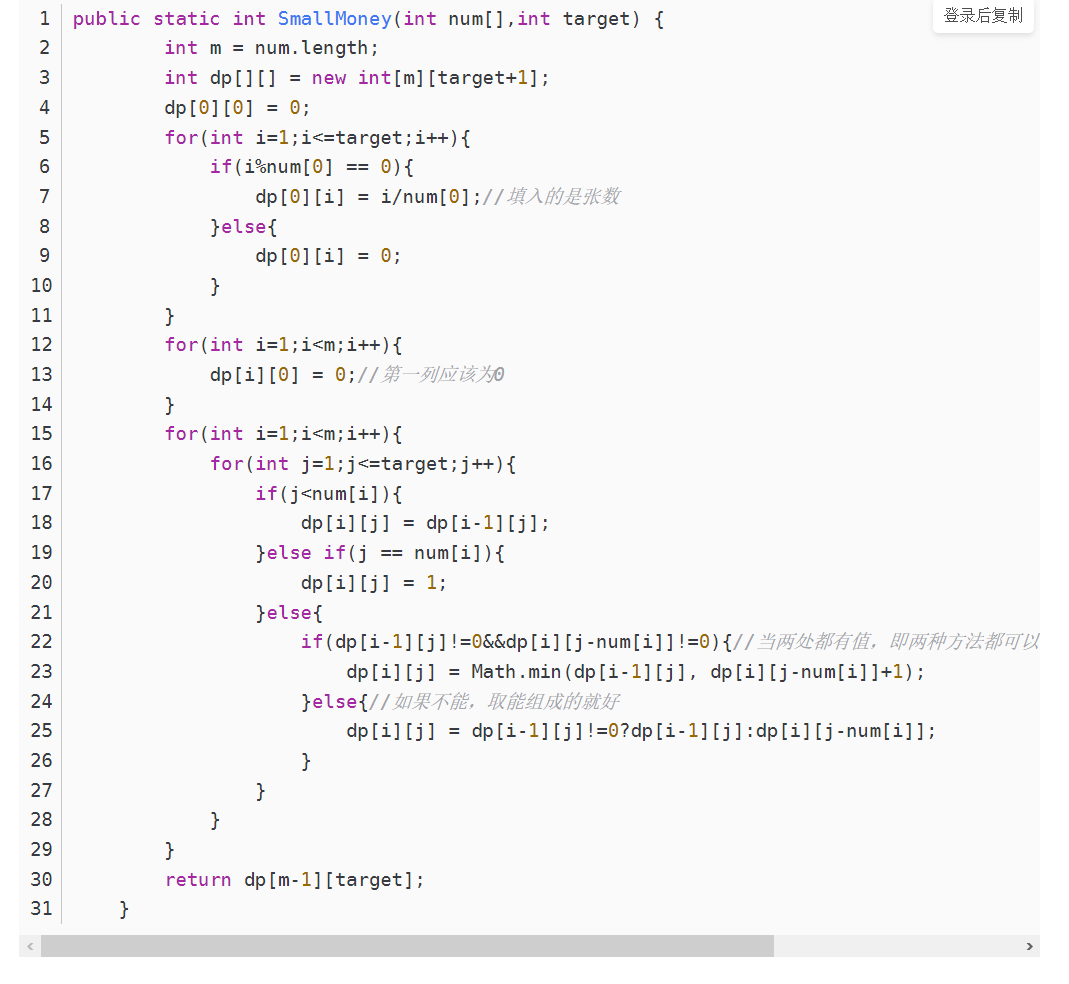 登录后复制
1 public static int SmallMoney(int num[],int target) {
2 int m = num.length;
3 int dp[][] = new int[m][target+1];
4 dp[0][0] = 0;
5 for(int i=1;i<=target;i++){
6 if(i%num[0] == 0){
7 dp[0][i] = i/num[0];//填入的是张数
8 }else{
9 dp[0][i] = 0;
10 }
11 }
12 for(int i=1;i<m;i++){
13 dp[i][0] = 0;//第一列应该为0
14 }
15 for(int i=1;i<m;i++){
16 for(int j=1;j<=target;j++){
17 if(j<num[i]){
18 dp[i][j] = dp[i-1][j];
19 }else if(j == num[i]){
20 dp[i][j] = 1;
21 }else{
22 if(dp[i-1][j]!=0&&dp[i][j-num[i]]!=0){//当两处都有值，即两种方法都可以
23 dp[i][j] = Math.min(dp[i-1][j], dp[i][j-num[i]]+1);
24 }else{//如果不能，取能组成的就好
25 dp[i][j] = dp[i-1][j]!=0?dp[i-1][j]:dp[i][j-num[i]];
26 }
27 }
28 }
29 }
30 return dp[m-1][target];
31 }